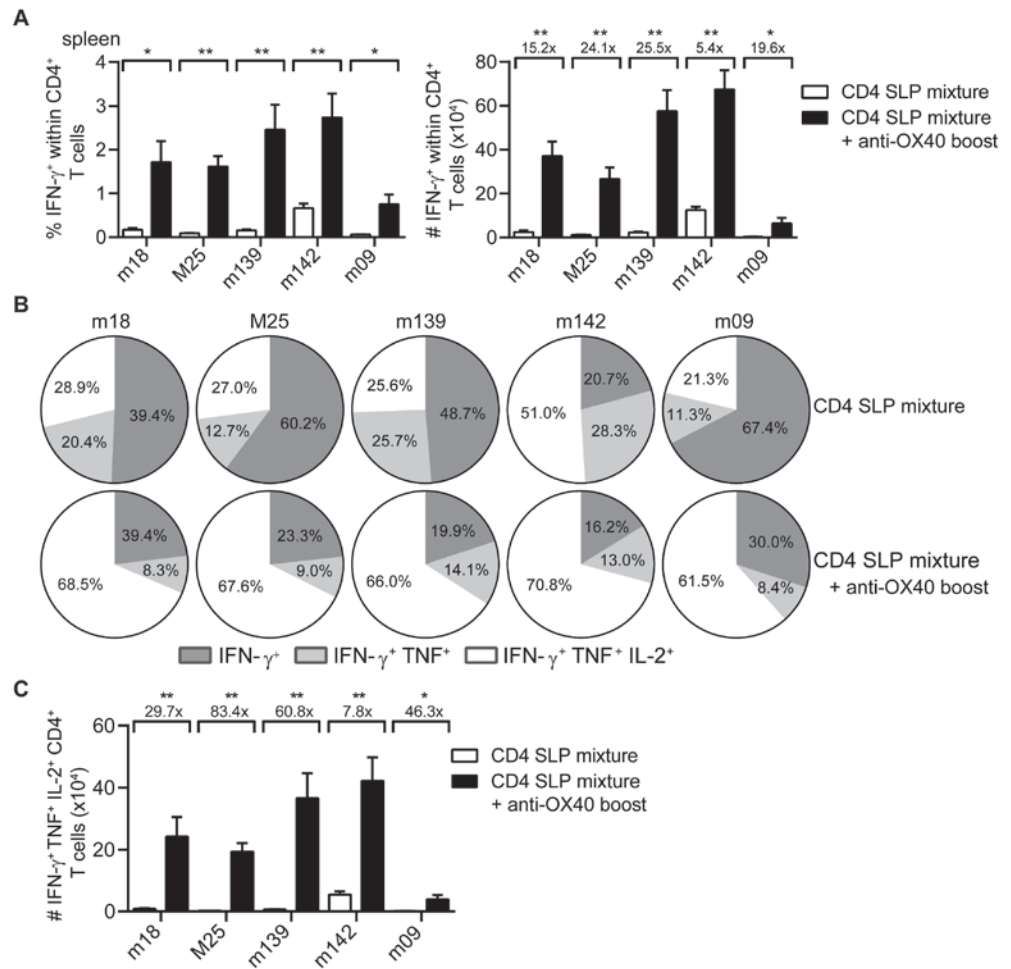 A
spleen
% IFN-γ⁺ within CD4⁺
T cells
4
3
2
1
0
*
**
**
**
*
m18
M25
m139
m142
m09
# IFN-γ⁺ within CD4⁺
T cells (x10⁴)
80
60
40
20
0
** ** ** ** *
15.2x 24.1x 25.5x 5.4x 19.6x
m18
M25
m139
m142
m09
CD4 SLP mixture
CD4 SLP mixture
+ anti-OX40 boost
B
m18 M25 m139 m142 m09
28.9% 39.4% 20.4%
27.0% 60.2% 12.7%
25.6% 48.7% 25.7%
20.7% 51.0% 28.3%
21.3% 11.3% 67.4%
CD4 SLP mixture
39.4% 8.3% 68.5%
23.3% 9.0% 67.6%
19.9% 14.1% 66.0%
16.2% 13.0% 70.8%
30.0% 8.4% 61.5%
CD4 SLP mixture
+ anti-OX40 boost
IFN-γ⁺ IFN-γ⁺ TNF⁺ IFN-γ⁺ TNF⁺ IL-2⁺
C
# IFN-γ⁺ TNF⁺ IL-2⁺ CD4⁺
T cells (x10⁴)
60
40
20
0
** ** ** ** *
29.7x 83.4x 60.8x 7.8x 46.3x
m18
M25
m139
m142
m09
CD4 SLP mixture
CD4 SLP mixture
+ anti-OX40 boost